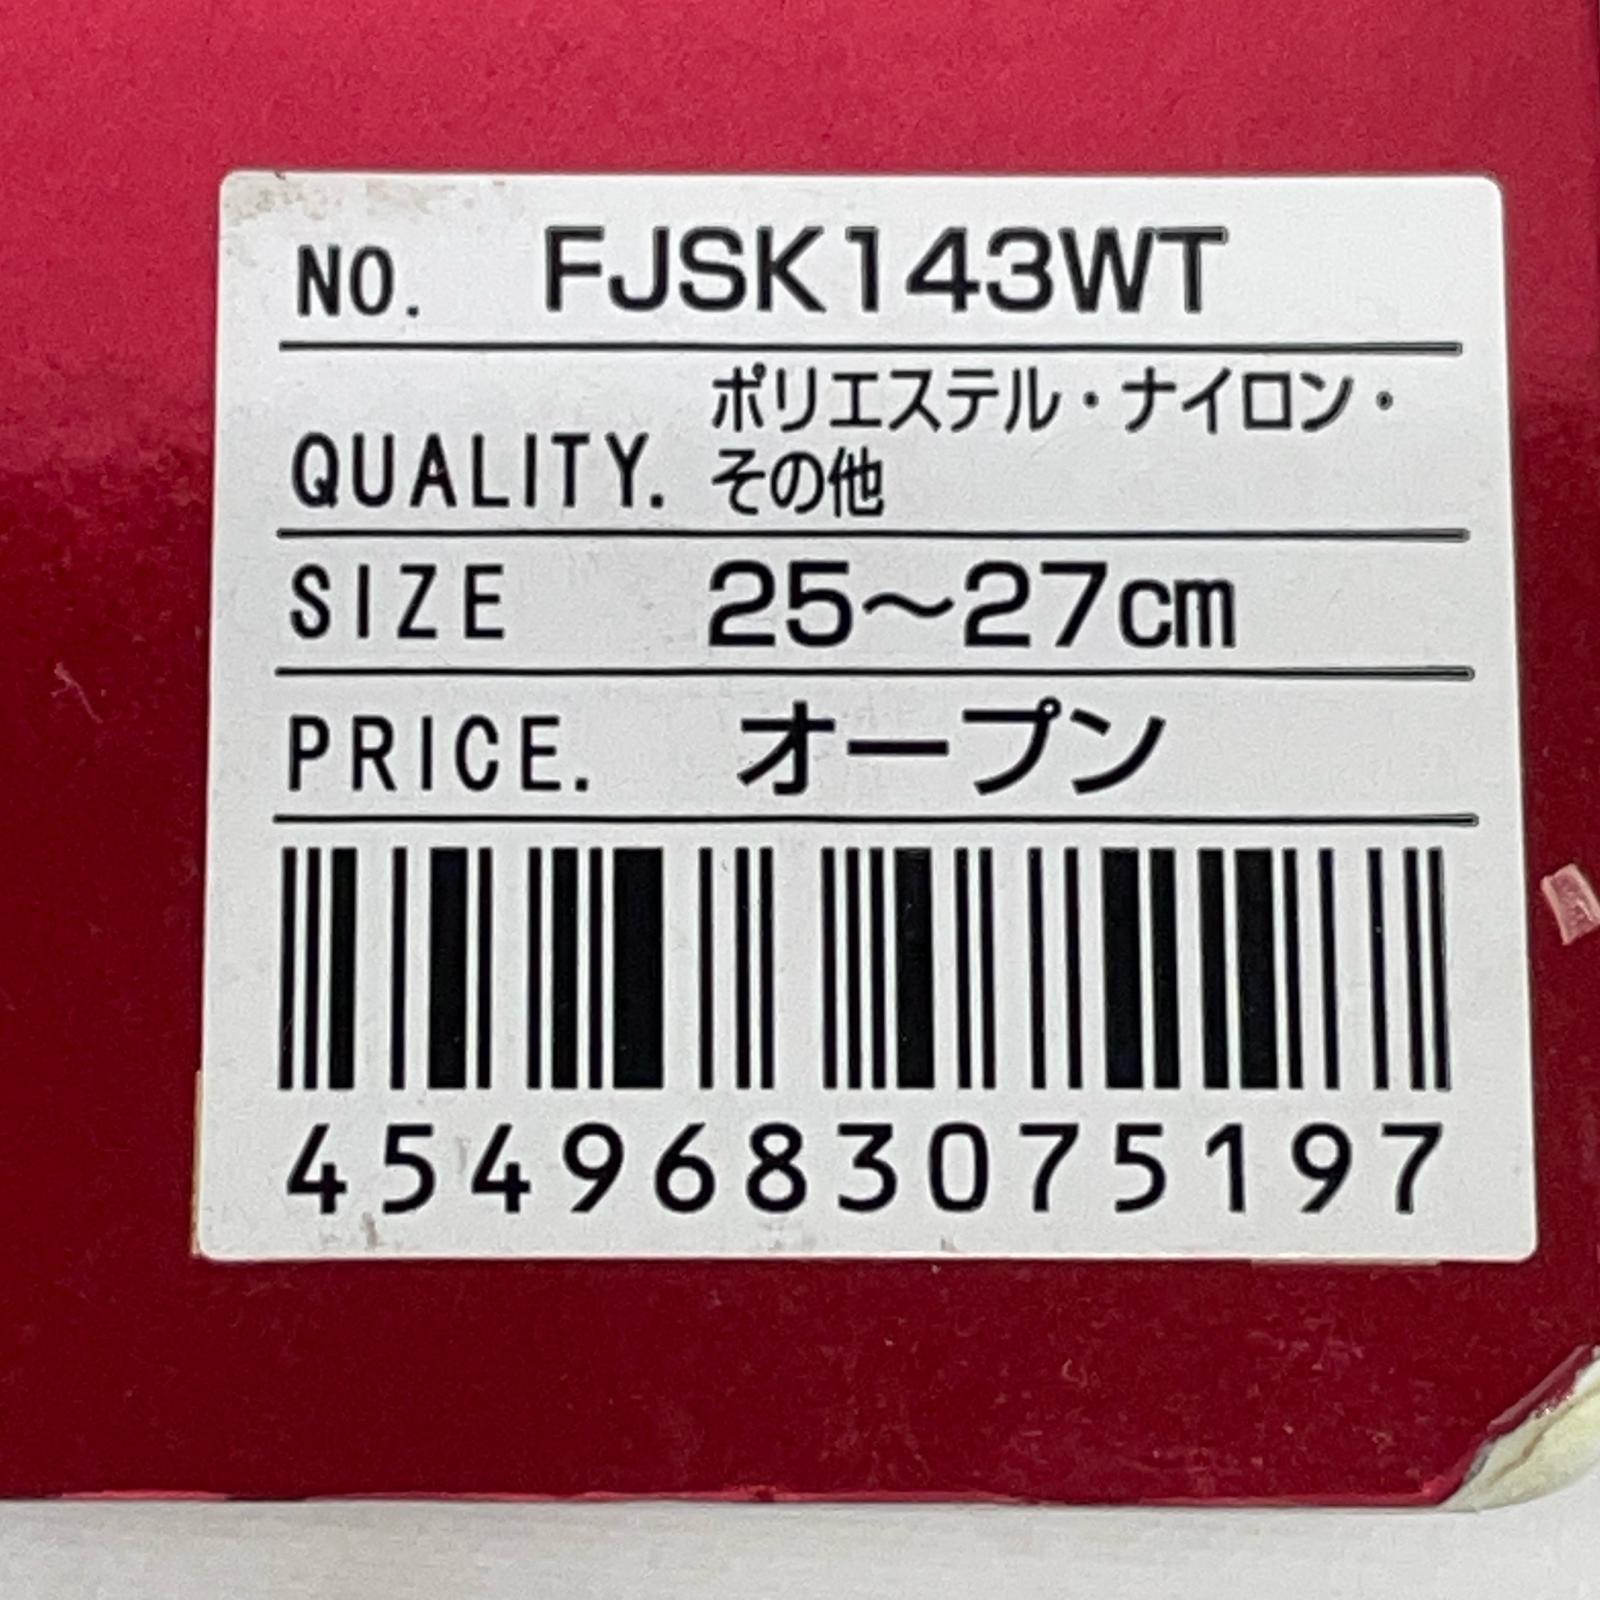 NO. FJSK143WT
QUALITY. ポリエステル・ナイロン・
その他
SIZE 25～27cm
PRICE. オープン
4549683075197